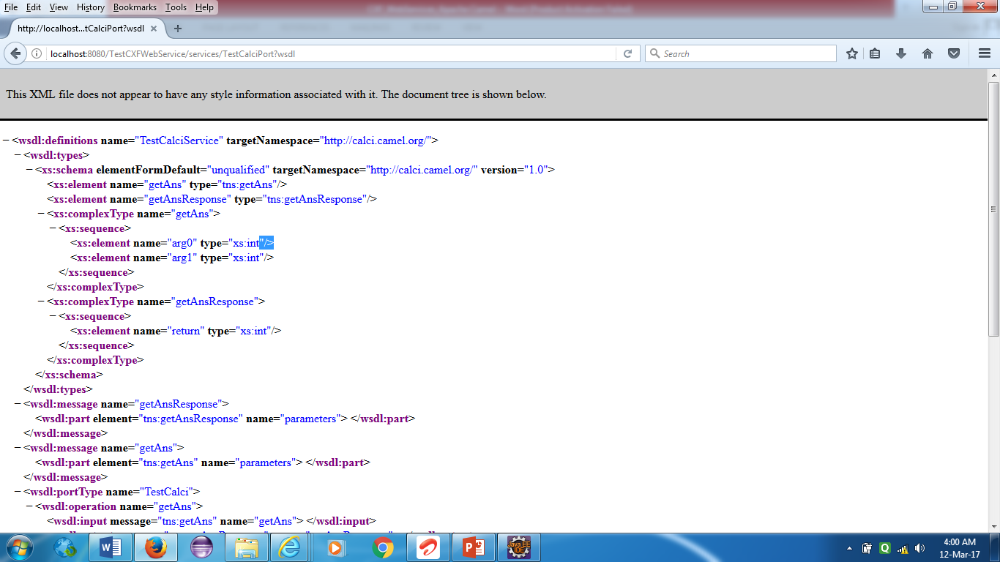 File Edit View History Bookmarks Tools Help
http://localhost...tCalciPort?wsdl × +
localhost:8080/TestCXFWebService/services/TestCalciPort?wsdl Search
This XML file does not appear to have any style information associated with it. The document tree is shown below.
−<wsdl:definitions name="TestCalciService" targetNamespace="http://calci.camel.org/">
−<wsdl:types>
−<xs:schema elementFormDefault="unqualified" targetNamespace="http://calci.camel.org/" version="1.0">
<xs:element name="getAns" type="tns:getAns"/>
<xs:element name="getAnsResponse" type="tns:getAnsResponse"/>
−<xs:complexType name="getAns">
−<xs:sequence>
<xs:element name="arg0" type="xs:int"/>
<xs:element name="arg1" type="xs:int"/>
</xs:sequence>
</xs:complexType>
−<xs:complexType name="getAnsResponse">
−<xs:sequence>
<xs:element name="return" type="xs:int"/>
</xs:sequence>
</xs:complexType>
</xs:schema>
</wsdl:types>
−<wsdl:message name="getAnsResponse">
<wsdl:part element="tns:getAnsResponse" name="parameters"> </wsdl:part>
</wsdl:message>
−<wsdl:message name="getAns">
<wsdl:part element="tns:getAns" name="parameters"> </wsdl:part>
</wsdl:message>
−<wsdl:portType name="TestCalci">
−<wsdl:operation name="getAns">
<wsdl:input message="tns:getAns" name="getAns"> </wsdl:input>
Java EE
IDE
4:00 AM
12-Mar-17